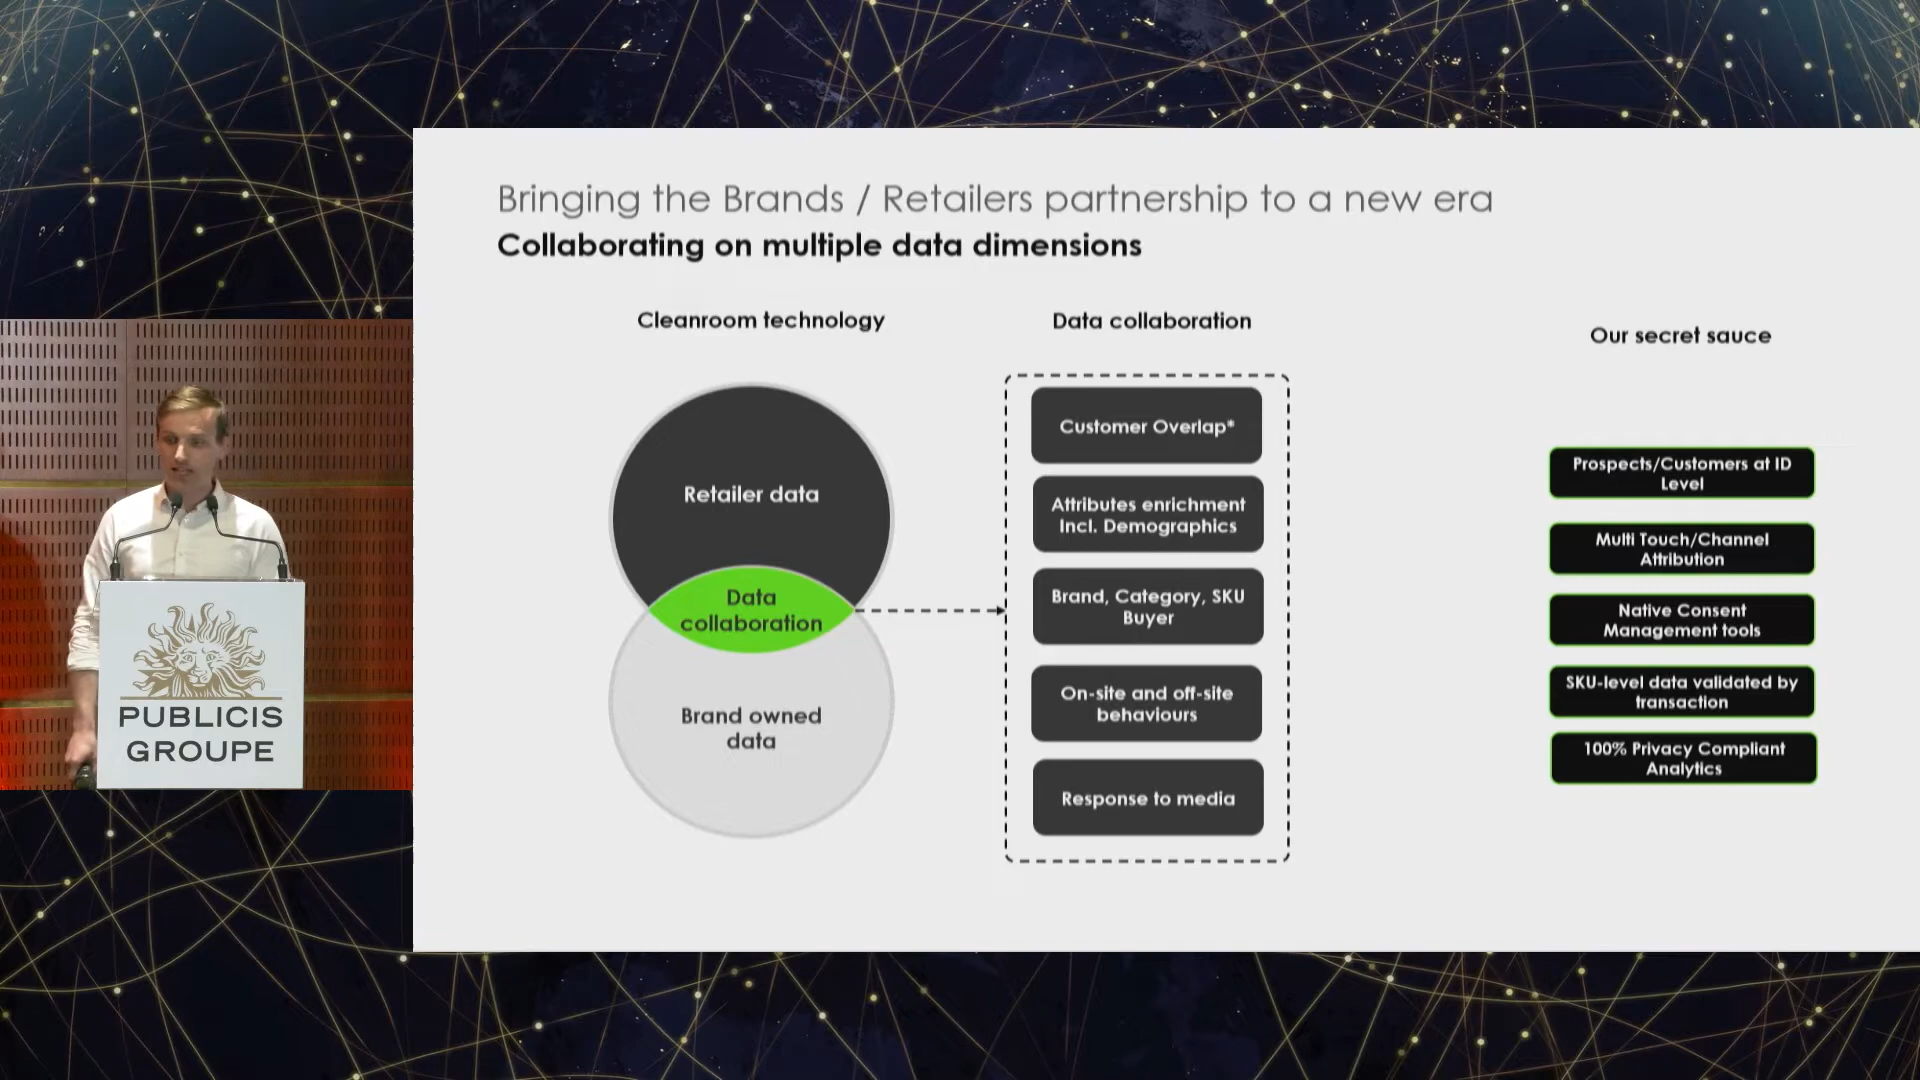 Bringing the Brands / Retailers partnership to a new era
Collaborating on multiple data dimensions
Cleanroom technology
Retailer data
Data
collaboration
Brand owned
data
Data collaboration
Customer Overlap*
Attributes enrichment
Incl. Demographics
Brand, Category, SKU
Buyer
On-site and off-site
behaviours
Response to media
Our secret sauce
Prospects/Customers at ID
Level
Multi Touch/Channel
Attribution
Native Consent
Management tools
SKU-level data validated by
transaction
100% Privacy Compliant
Analytics
PUBLICIS
GROUPE